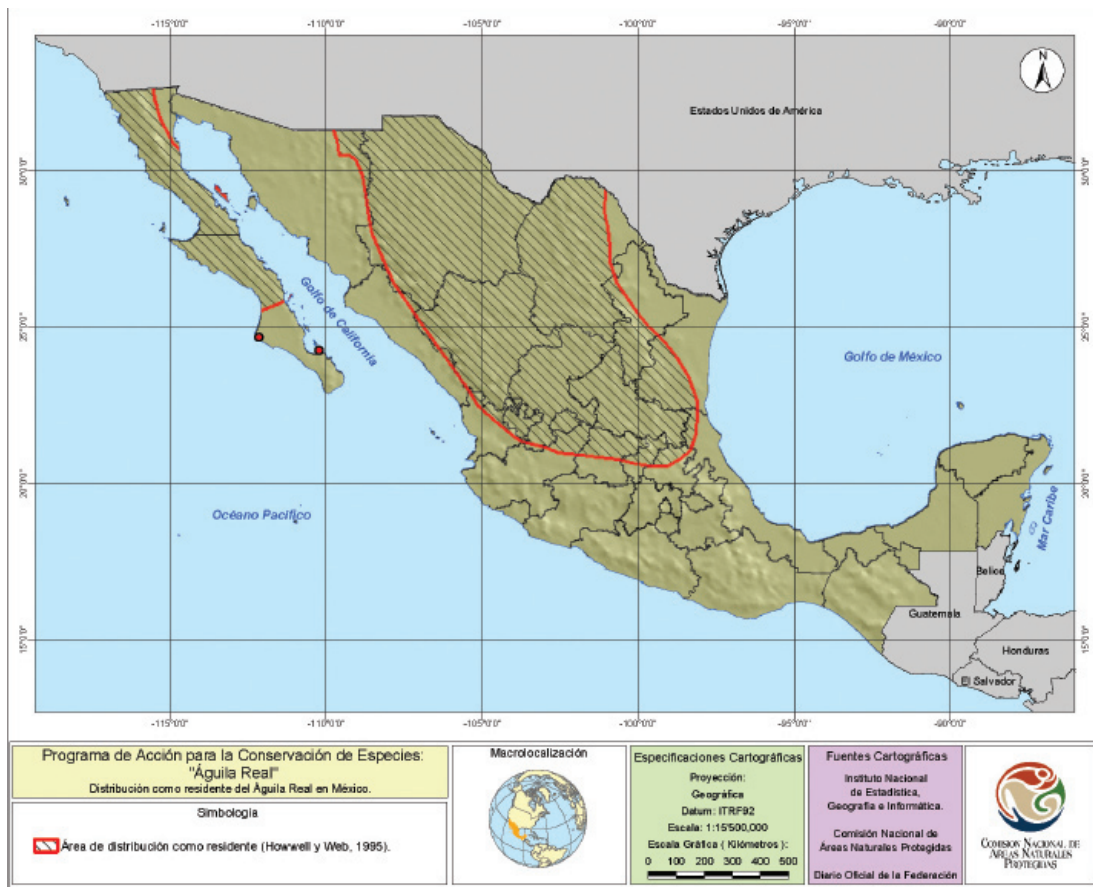 -115°0'0" -110°0'0" -105°0'0" -100°0'0" -95°0'0" -90°0'0"
Estados Unidos de América
30°0'0" 30°0'0"
Golfo de California
25°0'0" 25°0'0"
Golfo de México
20°0'0" 20°0'0"
Océano Pacífico
Mar Caribe
Belice
Guatemala
15°0'0" 15°0'0"
Honduras
El Salvador
-115°0'0" -110°0'0" -105°0'0" -100°0'0" -95°0'0" -90°0'0"
Programa de Acción para la Conservación de Especies:
"Águila Real"
Distribución como residente del Águila Real en México.
Simbología
Área de distribución como residente (Howwell y Web, 1995).
Macrolocalización
Especificaciones Cartográficas
Proyección:
Geográfica
Datum: ITRF92
Escala: 1:15'500,000
Escala Gráfica ( Kilómetros ):
0 100 200 300 400 500
Fuentes Cartográficas
Instituto Nacional
de Estadística,
Geografía e Informática.
Comisión Nacional de
Áreas Naturales Protegidas
Diario Oficial de la Federación
COMISION NACIONAL DE
AREAS NATURALES
PROTEGIDAS